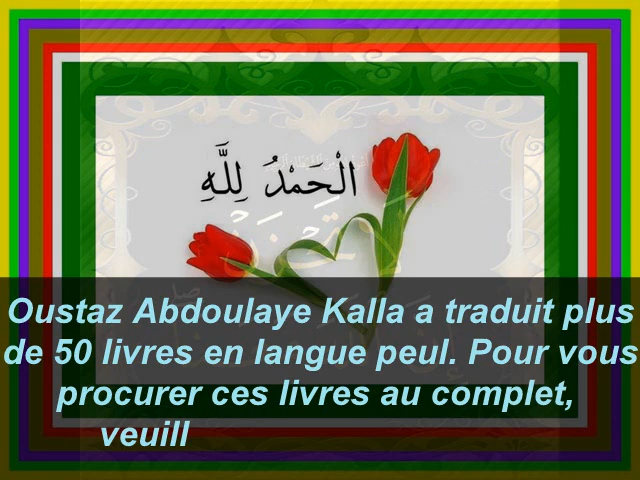 الْحَمْدُ لِلَّهِ
Oustaz Abdoulaye Kalla a traduit plus
de 50 livres en langue peul. Pour vous
procurer ces livres au complet,
veuill